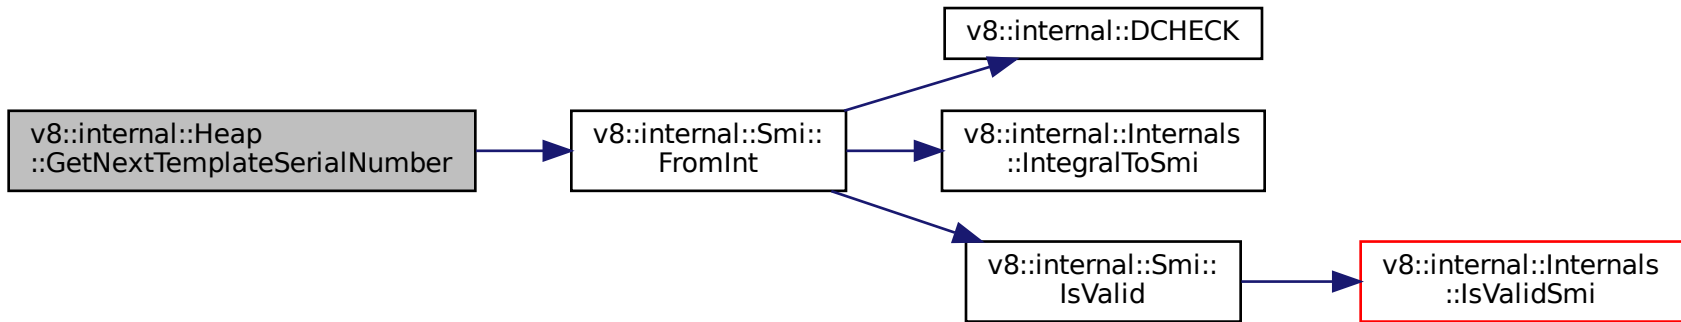 v8::internal::DCHECK
v8::internal::Heap
::GetNextTemplateSerialNumber
v8::internal::Smi::
FromInt
v8::internal::Internals
::IntegralToSmi
v8::internal::Smi::
IsValid
v8::internal::Internals
::IsValidSmi